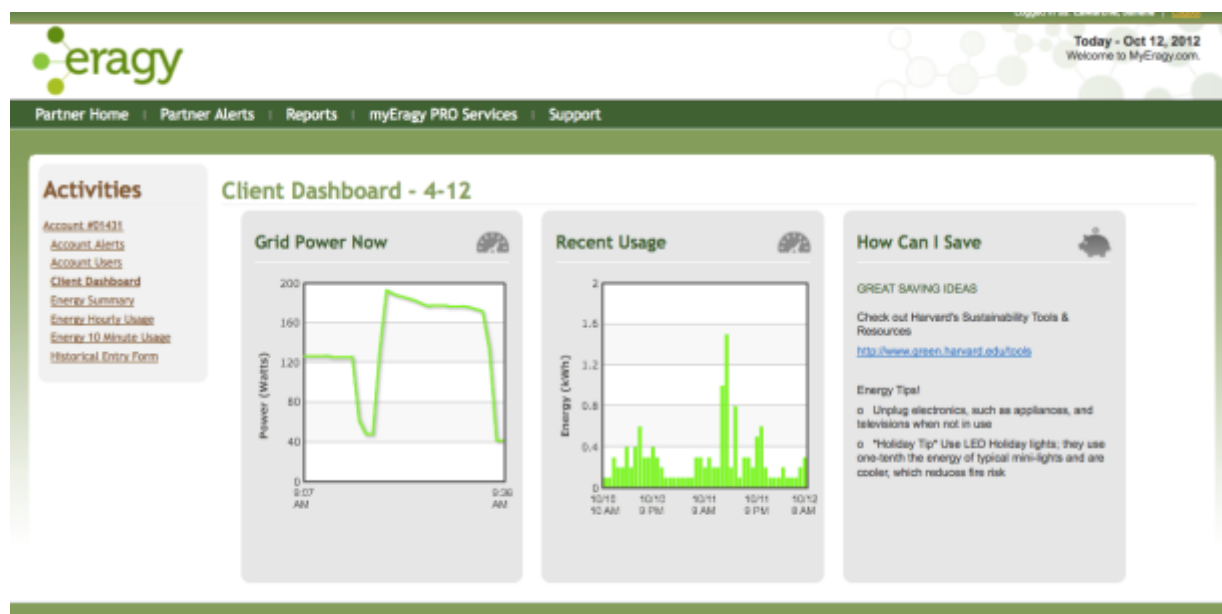 Logged in as:
eragy
Today - Oct 12, 2012
Welcome to MyEragy.com.
Partner Home | Partner Alerts | Reports | myEragy PRO Services | Support
Activities
Account #01431
Account Alerts
Account Users
Client Dashboard
Energy Summary
Energy Hourly Usage
Energy 10 Minute Usage
Historical Entry Form
Client Dashboard - 4-12
Grid Power Now
Power (Watts)
200
160
120
80
40
0
9:07 AM
9:36 AM
Recent Usage
Energy (kWh)
2
1.6
1.2
0.8
0.4
0
10/10 10 AM
10/10 9 PM
10/11 9 AM
10/11 9 PM
10/12 8 AM
How Can I Save
GREAT SAVING IDEAS
Check out Harvard's Sustainability Tools &
Resources
http://www.green.harvard.edu/tools
Energy Tips!
o Unplug electronics, such as appliances, and
televisions when not in use
o "Holiday Tip" Use LED Holiday lights; they use
one-tenth the energy of typical mini-lights and are
cooler, which reduces fire risk